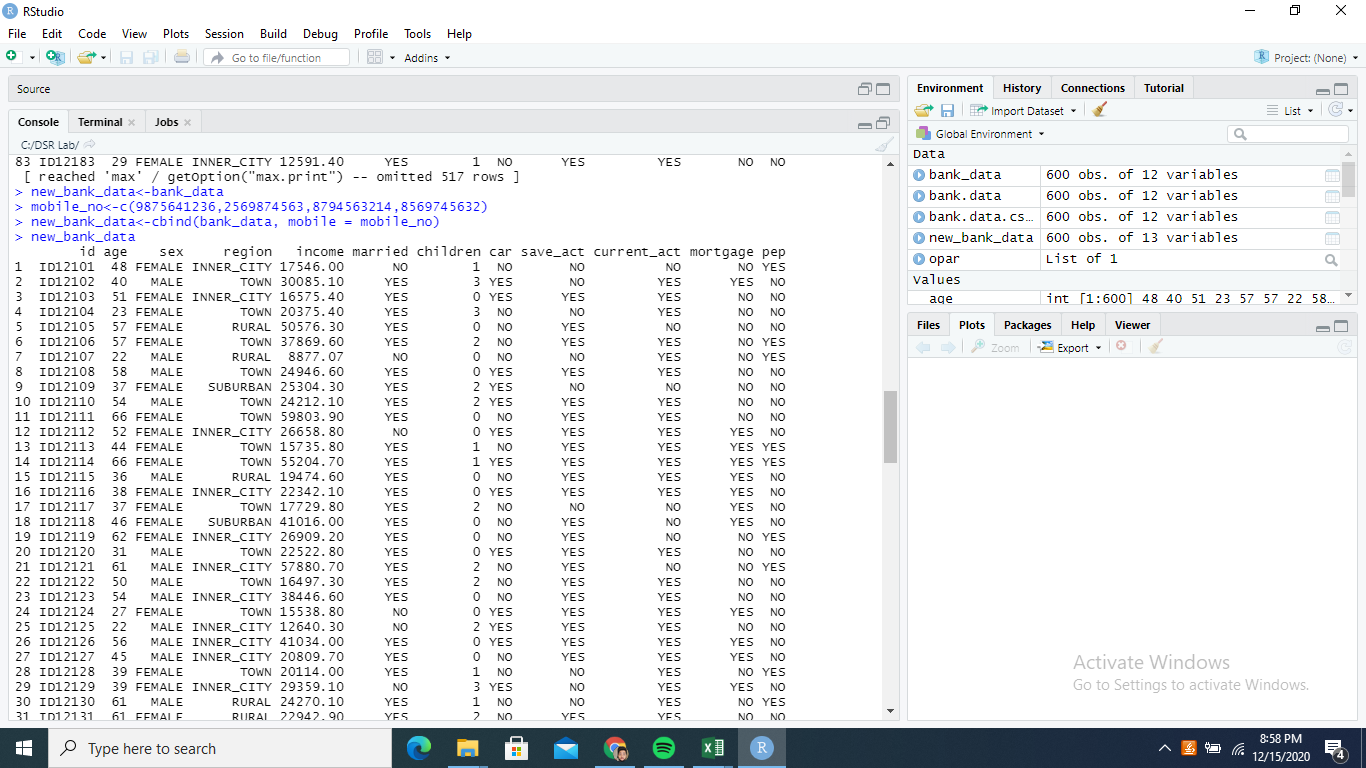 RStudio
File Edit Code View Plots Session Build Debug Profile Tools Help
Go to file/function Addins Project: (None)
Source
Console Terminal Jobs
C:/DSR Lab/
83 ID12183 29 FEMALE INNER_CITY 12591.40 YES 1 NO YES YES NO NO
[ reached 'max' / getOption("max.print") -- omitted 517 rows ]
> new_bank_data<-bank_data
> mobile_no<-c(9875641236,2569874563,8794563214,8569745632)
> new_bank_data<-cbind(bank_data, mobile = mobile_no)
> new_bank_data
id age sex region income married children car save_act current_act mortgage pep
1 ID12101 48 FEMALE INNER_CITY 17546.00 NO 1 NO NO NO NO YES
2 ID12102 40 MALE TOWN 30085.10 YES 3 YES NO YES YES NO
3 ID12103 51 FEMALE INNER_CITY 16575.40 YES 0 YES YES YES NO NO
4 ID12104 23 FEMALE TOWN 20375.40 YES 3 NO NO YES NO NO
5 ID12105 57 FEMALE RURAL 50576.30 YES 0 NO YES NO NO NO
6 ID12106 57 FEMALE TOWN 37869.60 YES 2 NO YES YES NO YES
7 ID12107 22 MALE RURAL 8877.07 NO 0 NO NO YES NO YES
8 ID12108 58 MALE TOWN 24946.60 YES 0 YES YES YES NO NO
9 ID12109 37 FEMALE SUBURBAN 25304.30 YES 2 YES NO NO NO NO
10 ID12110 54 MALE TOWN 24212.10 YES 2 YES YES YES NO NO
11 ID12111 66 FEMALE TOWN 59803.90 YES 0 NO YES YES NO NO
12 ID12112 52 FEMALE INNER_CITY 26658.80 NO 0 YES YES YES YES NO
13 ID12113 44 FEMALE TOWN 15735.80 YES 1 NO YES YES YES YES
14 ID12114 66 FEMALE TOWN 55204.70 YES 1 YES YES YES YES YES
15 ID12115 36 MALE RURAL 19474.60 YES 0 NO YES YES YES NO
16 ID12116 38 FEMALE INNER_CITY 22342.10 YES 0 YES YES YES YES NO
17 ID12117 37 FEMALE TOWN 17729.80 YES 2 NO NO NO YES NO
18 ID12118 46 FEMALE SUBURBAN 41016.00 YES 0 NO YES NO YES NO
19 ID12119 62 FEMALE INNER_CITY 26909.20 YES 0 NO YES NO NO YES
20 ID12120 31 MALE TOWN 22522.80 YES 0 YES YES YES NO NO
21 ID12121 61 MALE INNER_CITY 57880.70 YES 2 NO YES NO NO YES
22 ID12122 50 MALE TOWN 16497.30 YES 2 NO YES YES NO NO
23 ID12123 54 MALE INNER_CITY 38446.60 YES 0 NO YES YES NO NO
24 ID12124 27 FEMALE TOWN 15538.80 NO 0 YES YES YES YES NO
25 ID12125 22 MALE INNER_CITY 12640.30 NO 2 YES YES YES NO NO
26 ID12126 56 MALE INNER_CITY 41034.00 YES 0 YES YES YES YES NO
27 ID12127 45 MALE INNER_CITY 20809.70 YES 0 NO YES YES YES NO
28 ID12128 39 FEMALE TOWN 20114.00 YES 1 NO NO YES NO YES
29 ID12129 39 FEMALE INNER_CITY 29359.10 NO 3 YES NO YES YES NO
30 ID12130 61 MALE RURAL 24270.10 YES 1 NO NO YES NO YES
31 ID12131 61 FEMALE RURAL 22942.90 YES 2 NO YES YES NO NO
Environment History Connections Tutorial
Import Dataset List
Global Environment
Data
bank_data 600 obs. of 12 variables
bank.data 600 obs. of 12 variables
bank.data.cs… 600 obs. of 12 variables
new_bank_data 600 obs. of 13 variables
opar List of 1
Values
age int [1:600] 48 40 51 23 57 57 22 58…
Files Plots Packages Help Viewer
Zoom Export
Activate Windows
Go to Settings to activate Windows.
Type here to search
8:58 PM
12/15/2020
4